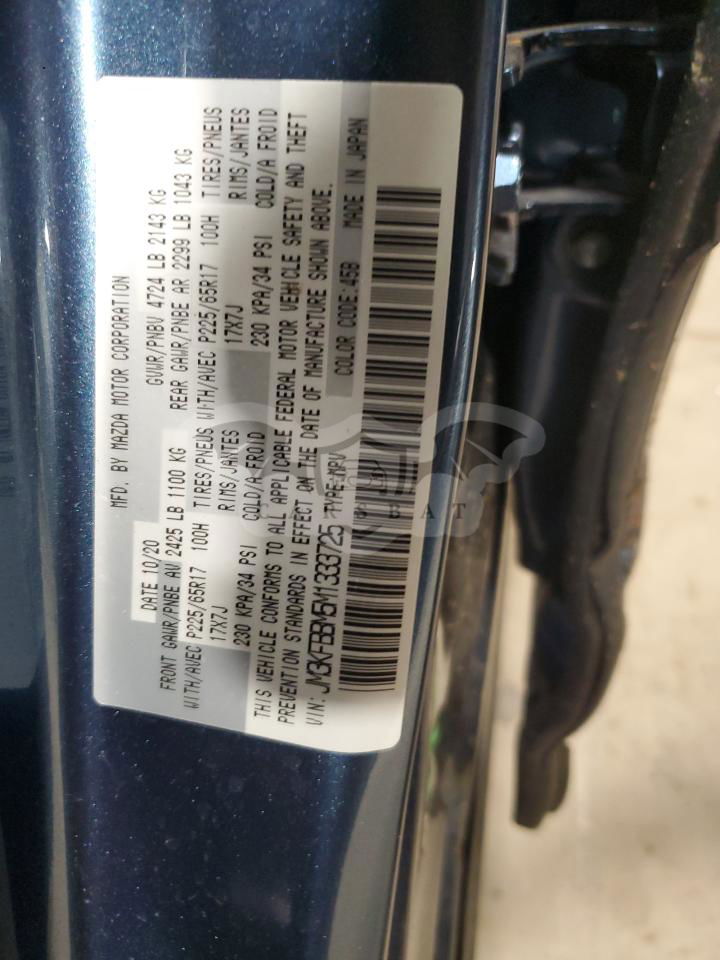 MFD. BY MAZDA MOTOR CORPORATION
DATE 10/20 GVWR/PNBV 4724 LB 2143 KG
FRONT GAWR/PNBE AV 2425 LB 1100 KG REAR GAWR/PNBE AR 2299 LB 1043 KG
WITH/AVEC P225/65R17 100H TIRES/PNEUS WITH/AVEC P225/65R17 100H TIRES/PNEUS
17X7J RIMS/JANTES 17X7J RIMS/JANTES
230 KPA/34 PSI COLD/A FROID 230 KPA/34 PSI COLD/A FROID
THIS VEHICLE CONFORMS TO ALL APPLICABLE FEDERAL MOTOR VEHICLE SAFETY AND THEFT
PREVENTION STANDARDS IN EFFECT ON THE DATE OF MANUFACTURE SHOWN ABOVE.
VIN: JM3KFBBM5M1333725 TYPE:MPV COLOR CODE:45B MADE IN JAPAN
CARSBAT